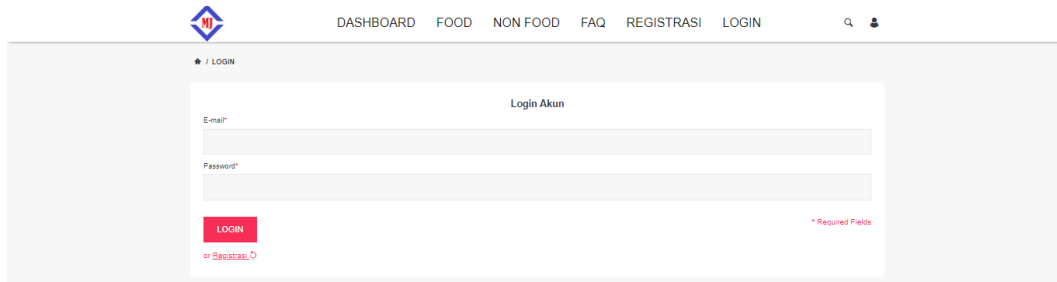 MJ DASHBOARD FOOD NON FOOD FAQ REGISTRASI LOGIN
/ LOGIN
Login Akun
E-mail*
Password*
LOGIN
* Required Fields
or Registrasi